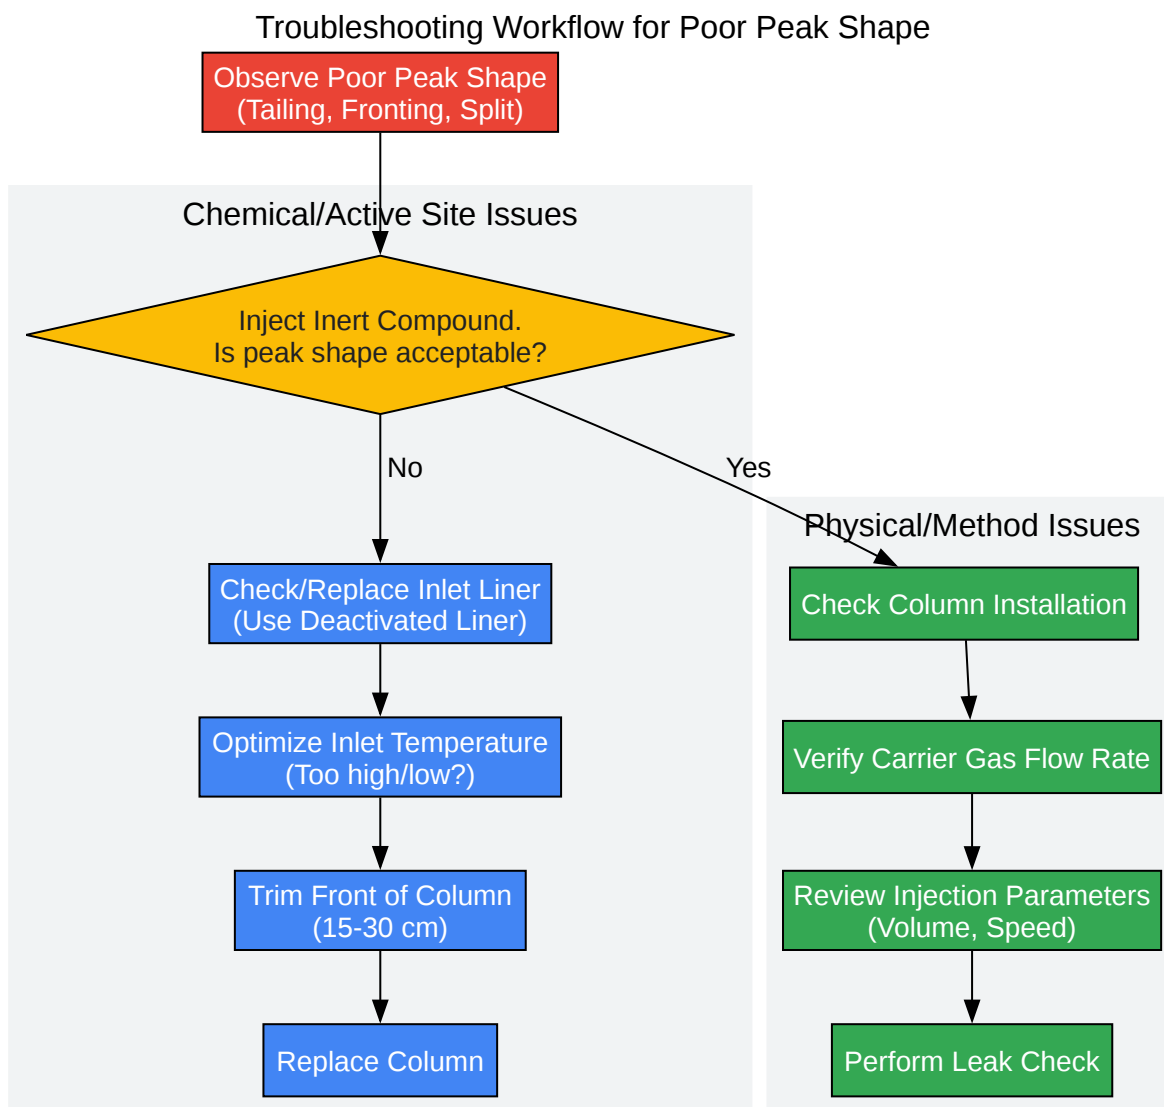 Troubleshooting Workflow for Poor Peak Shape
Observe Poor Peak Shape
(Tailing, Fronting, Split)
Chemical/Active Site Issues
Inject Inert Compound.
Is peak shape acceptable?
No
Yes
Check/Replace Inlet Liner
(Use Deactivated Liner)
Optimize Inlet Temperature
(Too high/low?)
Trim Front of Column
(15-30 cm)
Replace Column
Physical/Method Issues
Check Column Installation
Verify Carrier Gas Flow Rate
Review Injection Parameters
(Volume, Speed)
Perform Leak Check